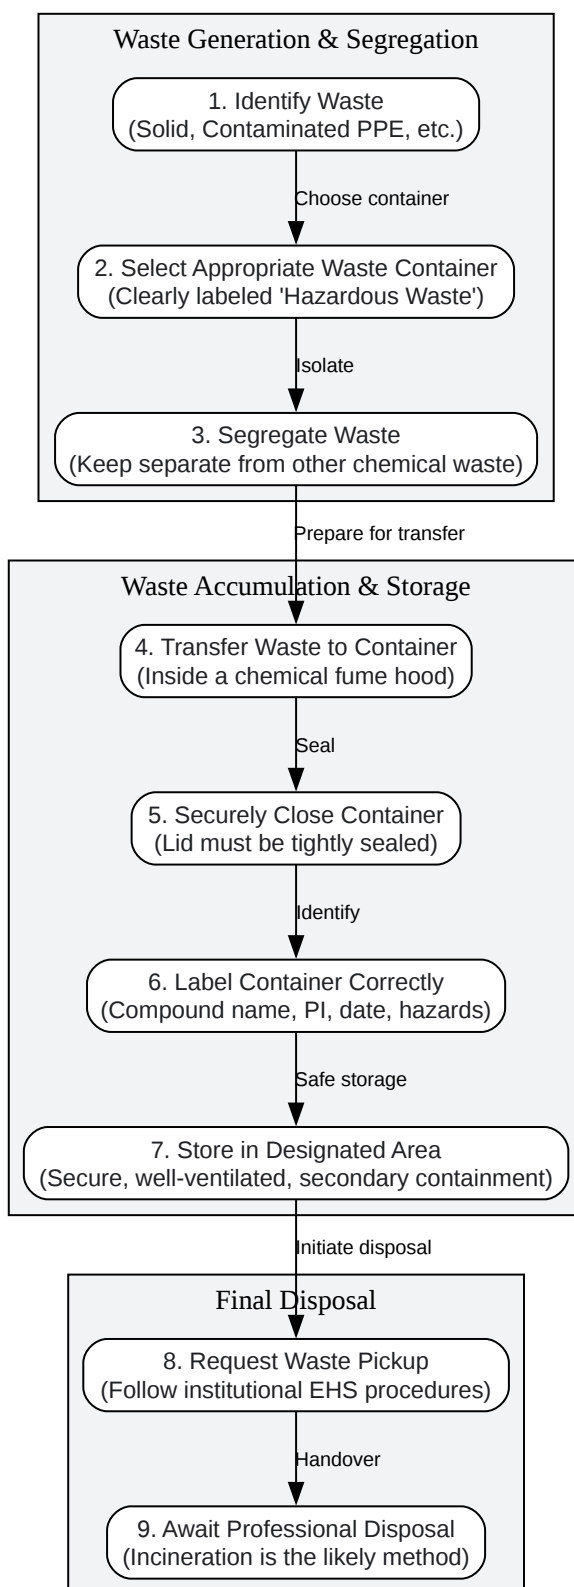 Waste Generation & Segregation
1. Identify Waste
(Solid, Contaminated PPE, etc.)
Choose container
2. Select Appropriate Waste Container
(Clearly labeled 'Hazardous Waste')
Isolate
3. Segregate Waste
(Keep separate from other chemical waste)
Prepare for transfer
Waste Accumulation & Storage
4. Transfer Waste to Container
(Inside a chemical fume hood)
Seal
5. Securely Close Container
(Lid must be tightly sealed)
Identify
6. Label Container Correctly
(Compound name, PI, date, hazards)
Safe storage
7. Store in Designated Area
(Secure, well-ventilated, secondary containment)
Initiate disposal
Final Disposal
8. Request Waste Pickup
(Follow institutional EHS procedures)
Handover
9. Await Professional Disposal
(Incineration is the likely method)